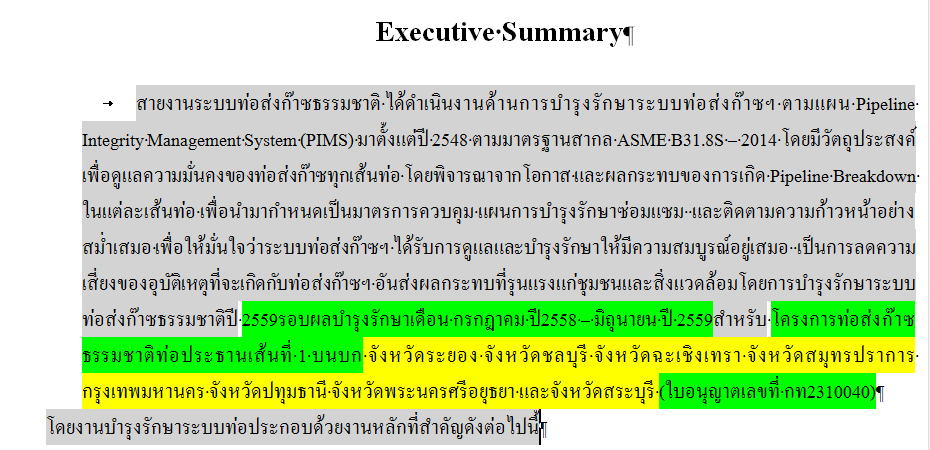 Executive Summary
สายงานระบบท่อส่งก๊าซธรรมชาติ ได้ดำเนินงานด้านการบำรุงรักษาระบบท่อส่งก๊าซฯ ตามแผน Pipeline
Integrity Management System (PIMS) มาตั้งแต่ปี 2548 ตามมาตรฐานสากล ASME B31.8S – 2014 โดยมีวัตถุประสงค์
เพื่อดูแลความมั่นคงของท่อส่งก๊าซทุกเส้นท่อ โดยพิจารณาจากโอกาส และผลกระทบของการเกิด Pipeline Breakdown
ในแต่ละเส้นท่อ เพื่อนำมากำหนดเป็นมาตรการควบคุม แผนการบำรุงรักษาซ่อมแซม  และติดตามความก้าวหน้าอย่าง
สม่ำเสมอ เพื่อให้มั่นใจว่าระบบท่อส่งก๊าซฯ ได้รับการดูแลและบำรุงรักษาให้มีความสมบูรณ์อยู่เสมอ  เป็นการลดความ
เสี่ยงของอุบัติเหตุที่จะเกิดกับท่อส่งก๊าซฯ อันส่งผลกระทบที่รุนแรงแก่ชุมชนและสิ่งแวดล้อมโดยการบำรุงรักษาระบบ
ท่อส่งก๊าซธรรมชาติปี 2559รอบผลบำรุงรักษาเดือน กรกฎาคม ปี2558 – มิถุนายน ปี 2559สำหรับ โครงการท่อส่งก๊าซ
ธรรมชาติท่อประธานเส้นที่ 1 บนบก จังหวัดระยอง จังหวัดชลบุรี จังหวัดฉะเชิงเทรา จังหวัดสมุทรปราการ
กรุงเทพมหานคร จังหวัดปทุมธานี จังหวัดพระนครศรีอยุธยา และจังหวัดสระบุรี (ใบอนุญาตเลขที่ กท2310040)
โดยงานบำรุงรักษาระบบท่อประกอบด้วยงานหลักที่สำคัญดังต่อไปนี้